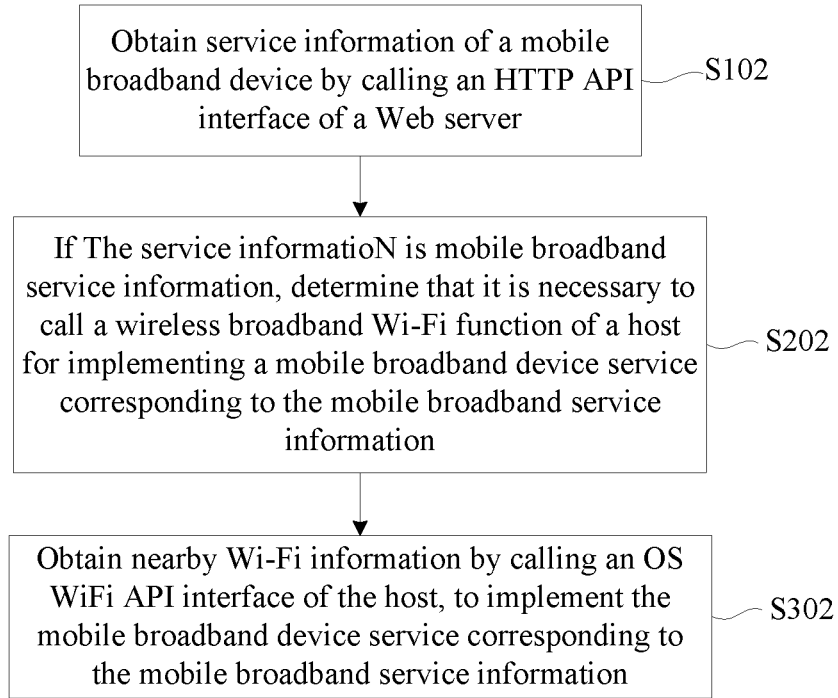 Obtain service information of a mobile
broadband device by calling an HTTP API
interface of a Web server
S102
If The service informatioN is mobile broadband
service information, determine that it is necessary to
call a wireless broadband Wi-Fi function of a host
for implementing a mobile broadband device service
corresponding to the mobile broadband service
information
S202
Obtain nearby Wi-Fi information by calling an OS
WiFi API interface of the host, to implement the
mobile broadband device service corresponding to
the mobile broadband service information
S302